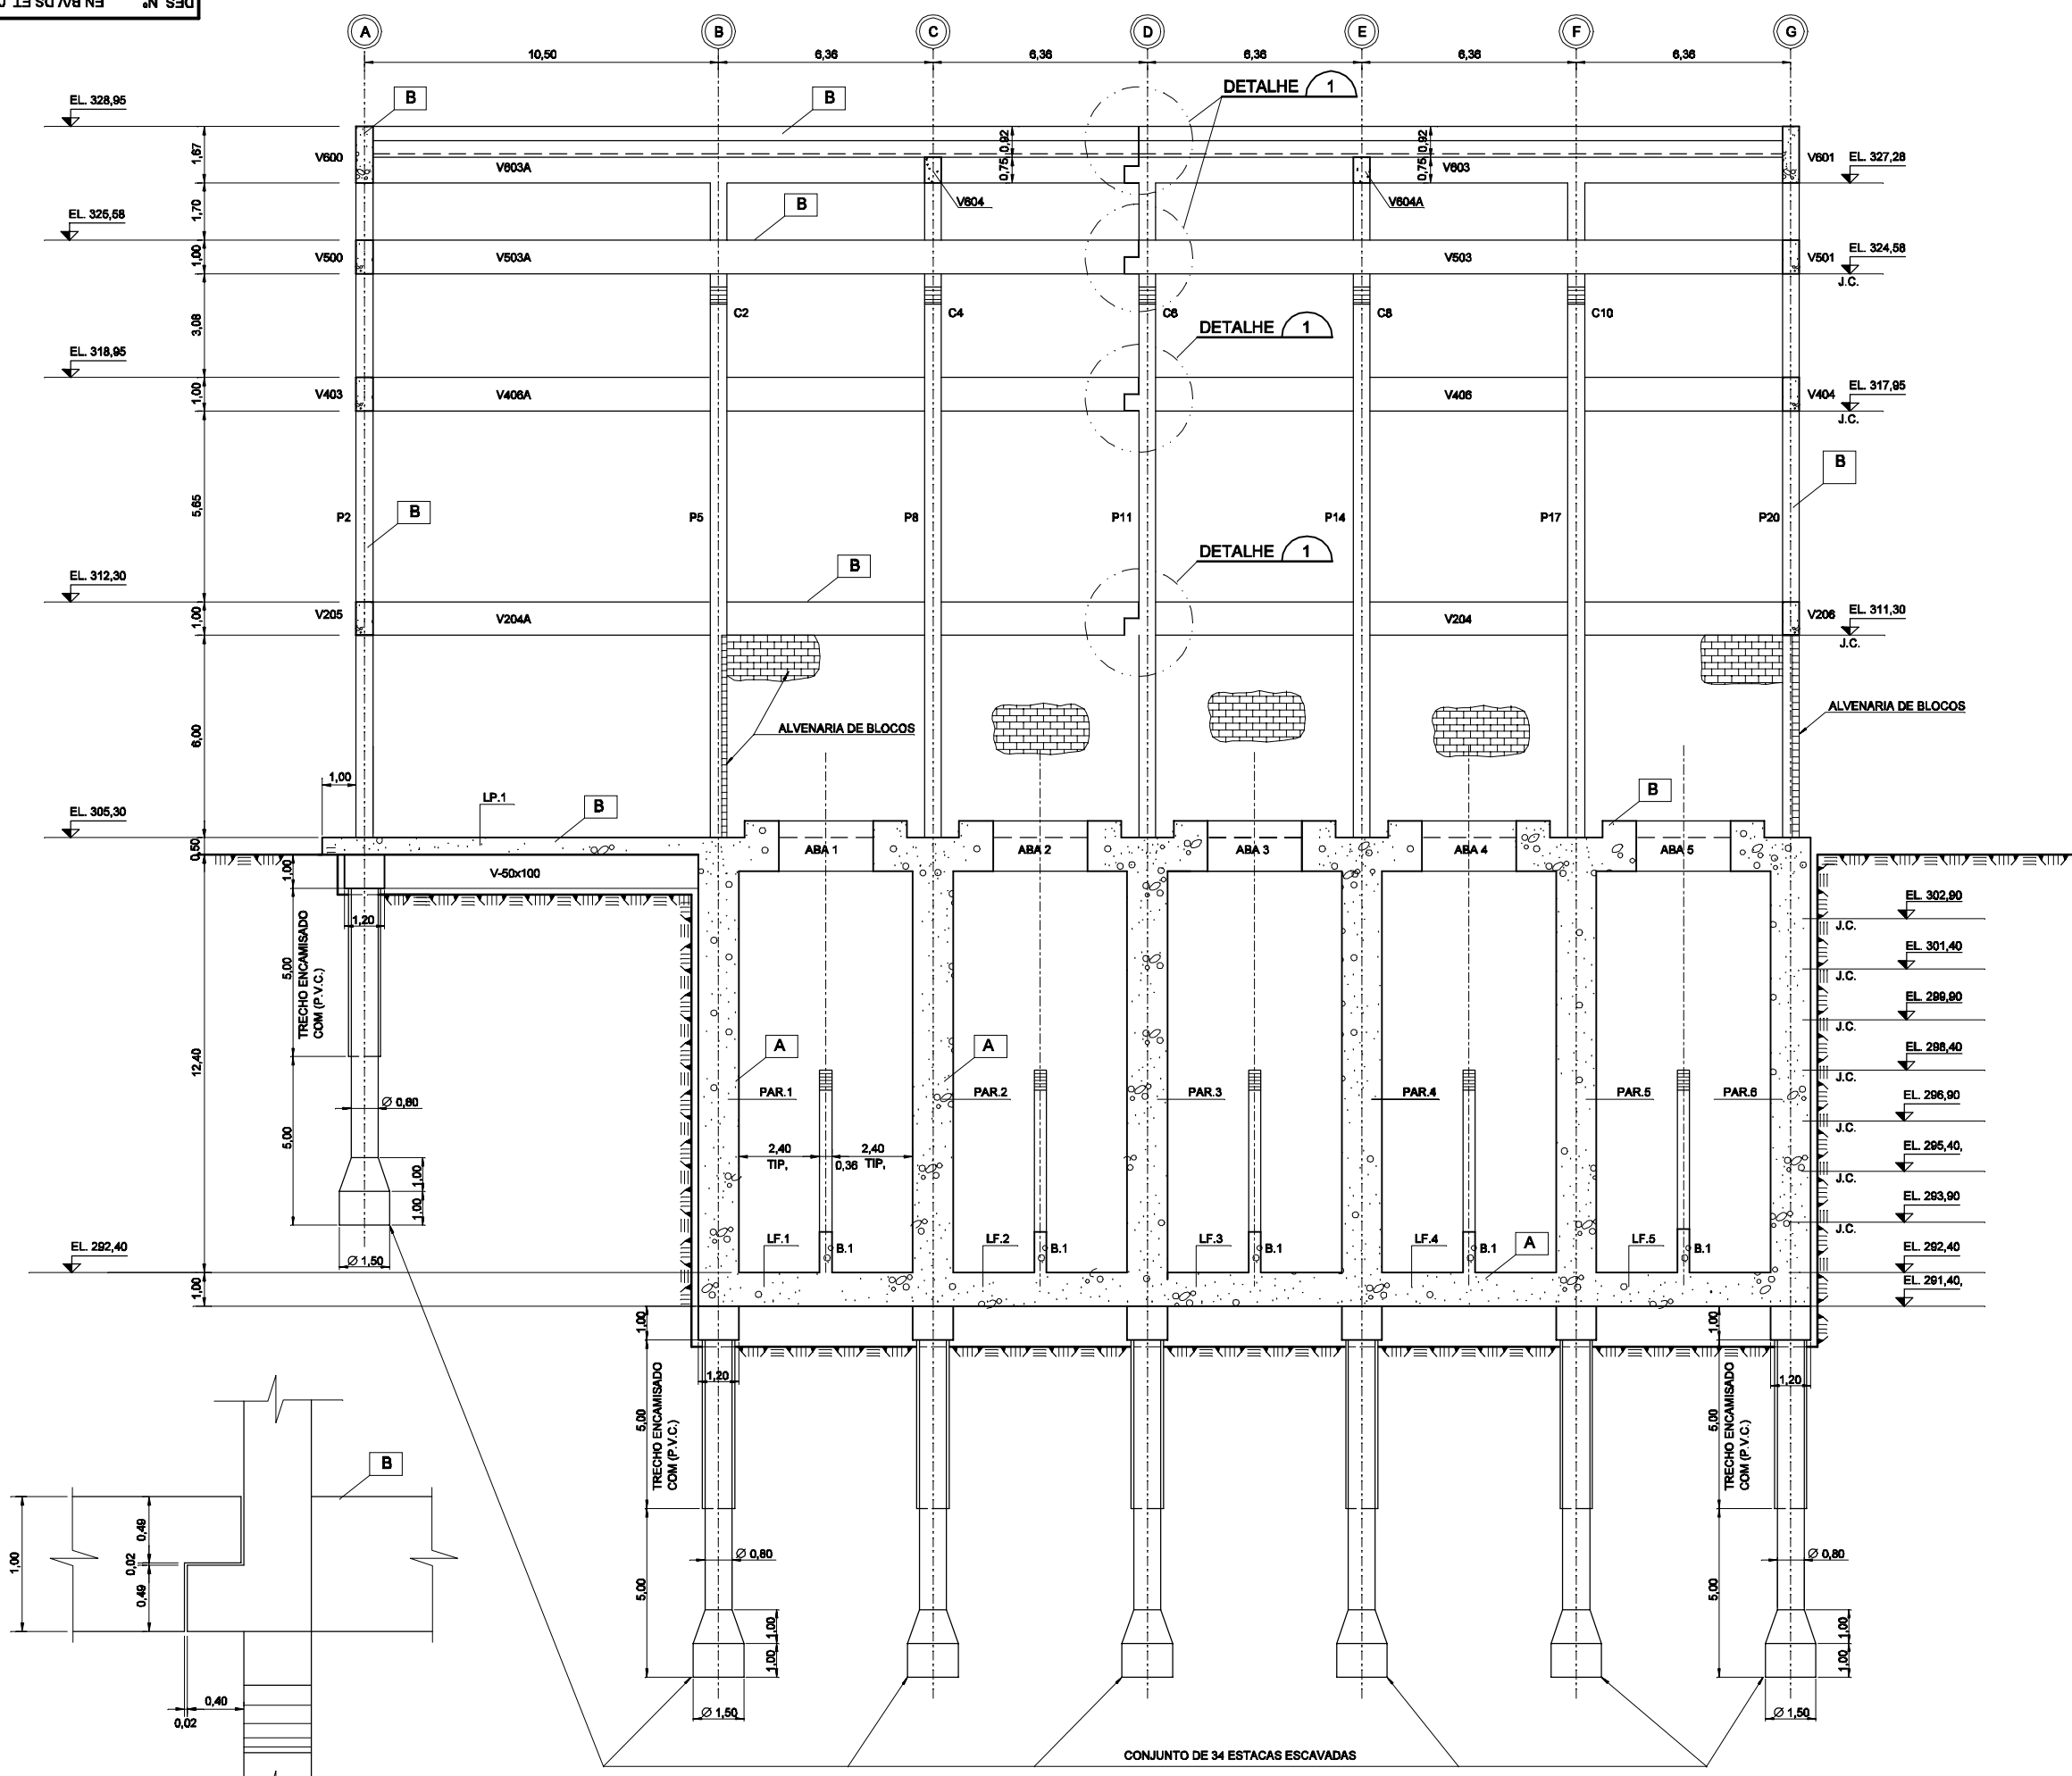 DES Nº EN BAV DS ET
A B C D E F G
10,50 6,36 6,36 6,36 6,36 6,36
DETALHE 1
EL. 328,95
B
B
1,67
0,92
0,92
V600
V603A
0,75
0,75
V603
V601
EL. 327,28
V604
V604A
1,70
B
EL. 325,58
1,00
V500
V503A
V503
V501
EL. 324,58
J.C.
C2
C4
C6
C8
C10
DETALHE 1
3,08
EL. 318,95
1,00
V403
V406A
V406
V404
EL. 317,95
J.C.
B
5,65
P2
B
P5
P8
P11
P14
P17
P20
DETALHE 1
B
EL. 312,30
1,00
V205
V204A
V204
V206
EL. 311,30
J.C.
ALVENARIA DE BLOCOS
ALVENARIA DE BLOCOS
6,00
1,00
LP.1
B
B
EL. 305,30
0,50
ABA 1
ABA 2
ABA 3
ABA 4
ABA 5
1,00
V-50x100
1,20
EL. 302,90
J.C.
EL. 301,40
J.C.
EL. 299,90
J.C.
EL. 298,40
J.C.
EL. 296,90
J.C.
EL. 295,40,
J.C.
EL. 293,90
J.C.
EL. 292,40
EL. 291,40,
5,00
TRECHO ENCAMISADO
COM (P.V.C.)
12,40
A
A
PAR.1
PAR.2
PAR.3
PAR.4
PAR.5
PAR.6
Ø 0,80
5,00
2,40
TIP,
0,36
2,40
TIP,
1,00
1,00
Ø 1,50
LF.1
B.1
LF.2
B.1
LF.3
B.1
LF.4
B.1
A
LF.5
B.1
EL. 292,40
1,00
1,00
1,00
1,20
1,20
5,00
TRECHO ENCAMISADO
COM (P.V.C.)
5,00
TRECHO ENCAMISADO
COM (P.V.C.)
B
1,00
0,49
0,02
0,49
0,40
0,02
Ø 0,80
Ø 0,80
5,00
5,00
1,00
1,00
1,00
1,00
Ø 1,50
Ø 1,50
CONJUNTO DE 34 ESTACAS ESCAVADAS